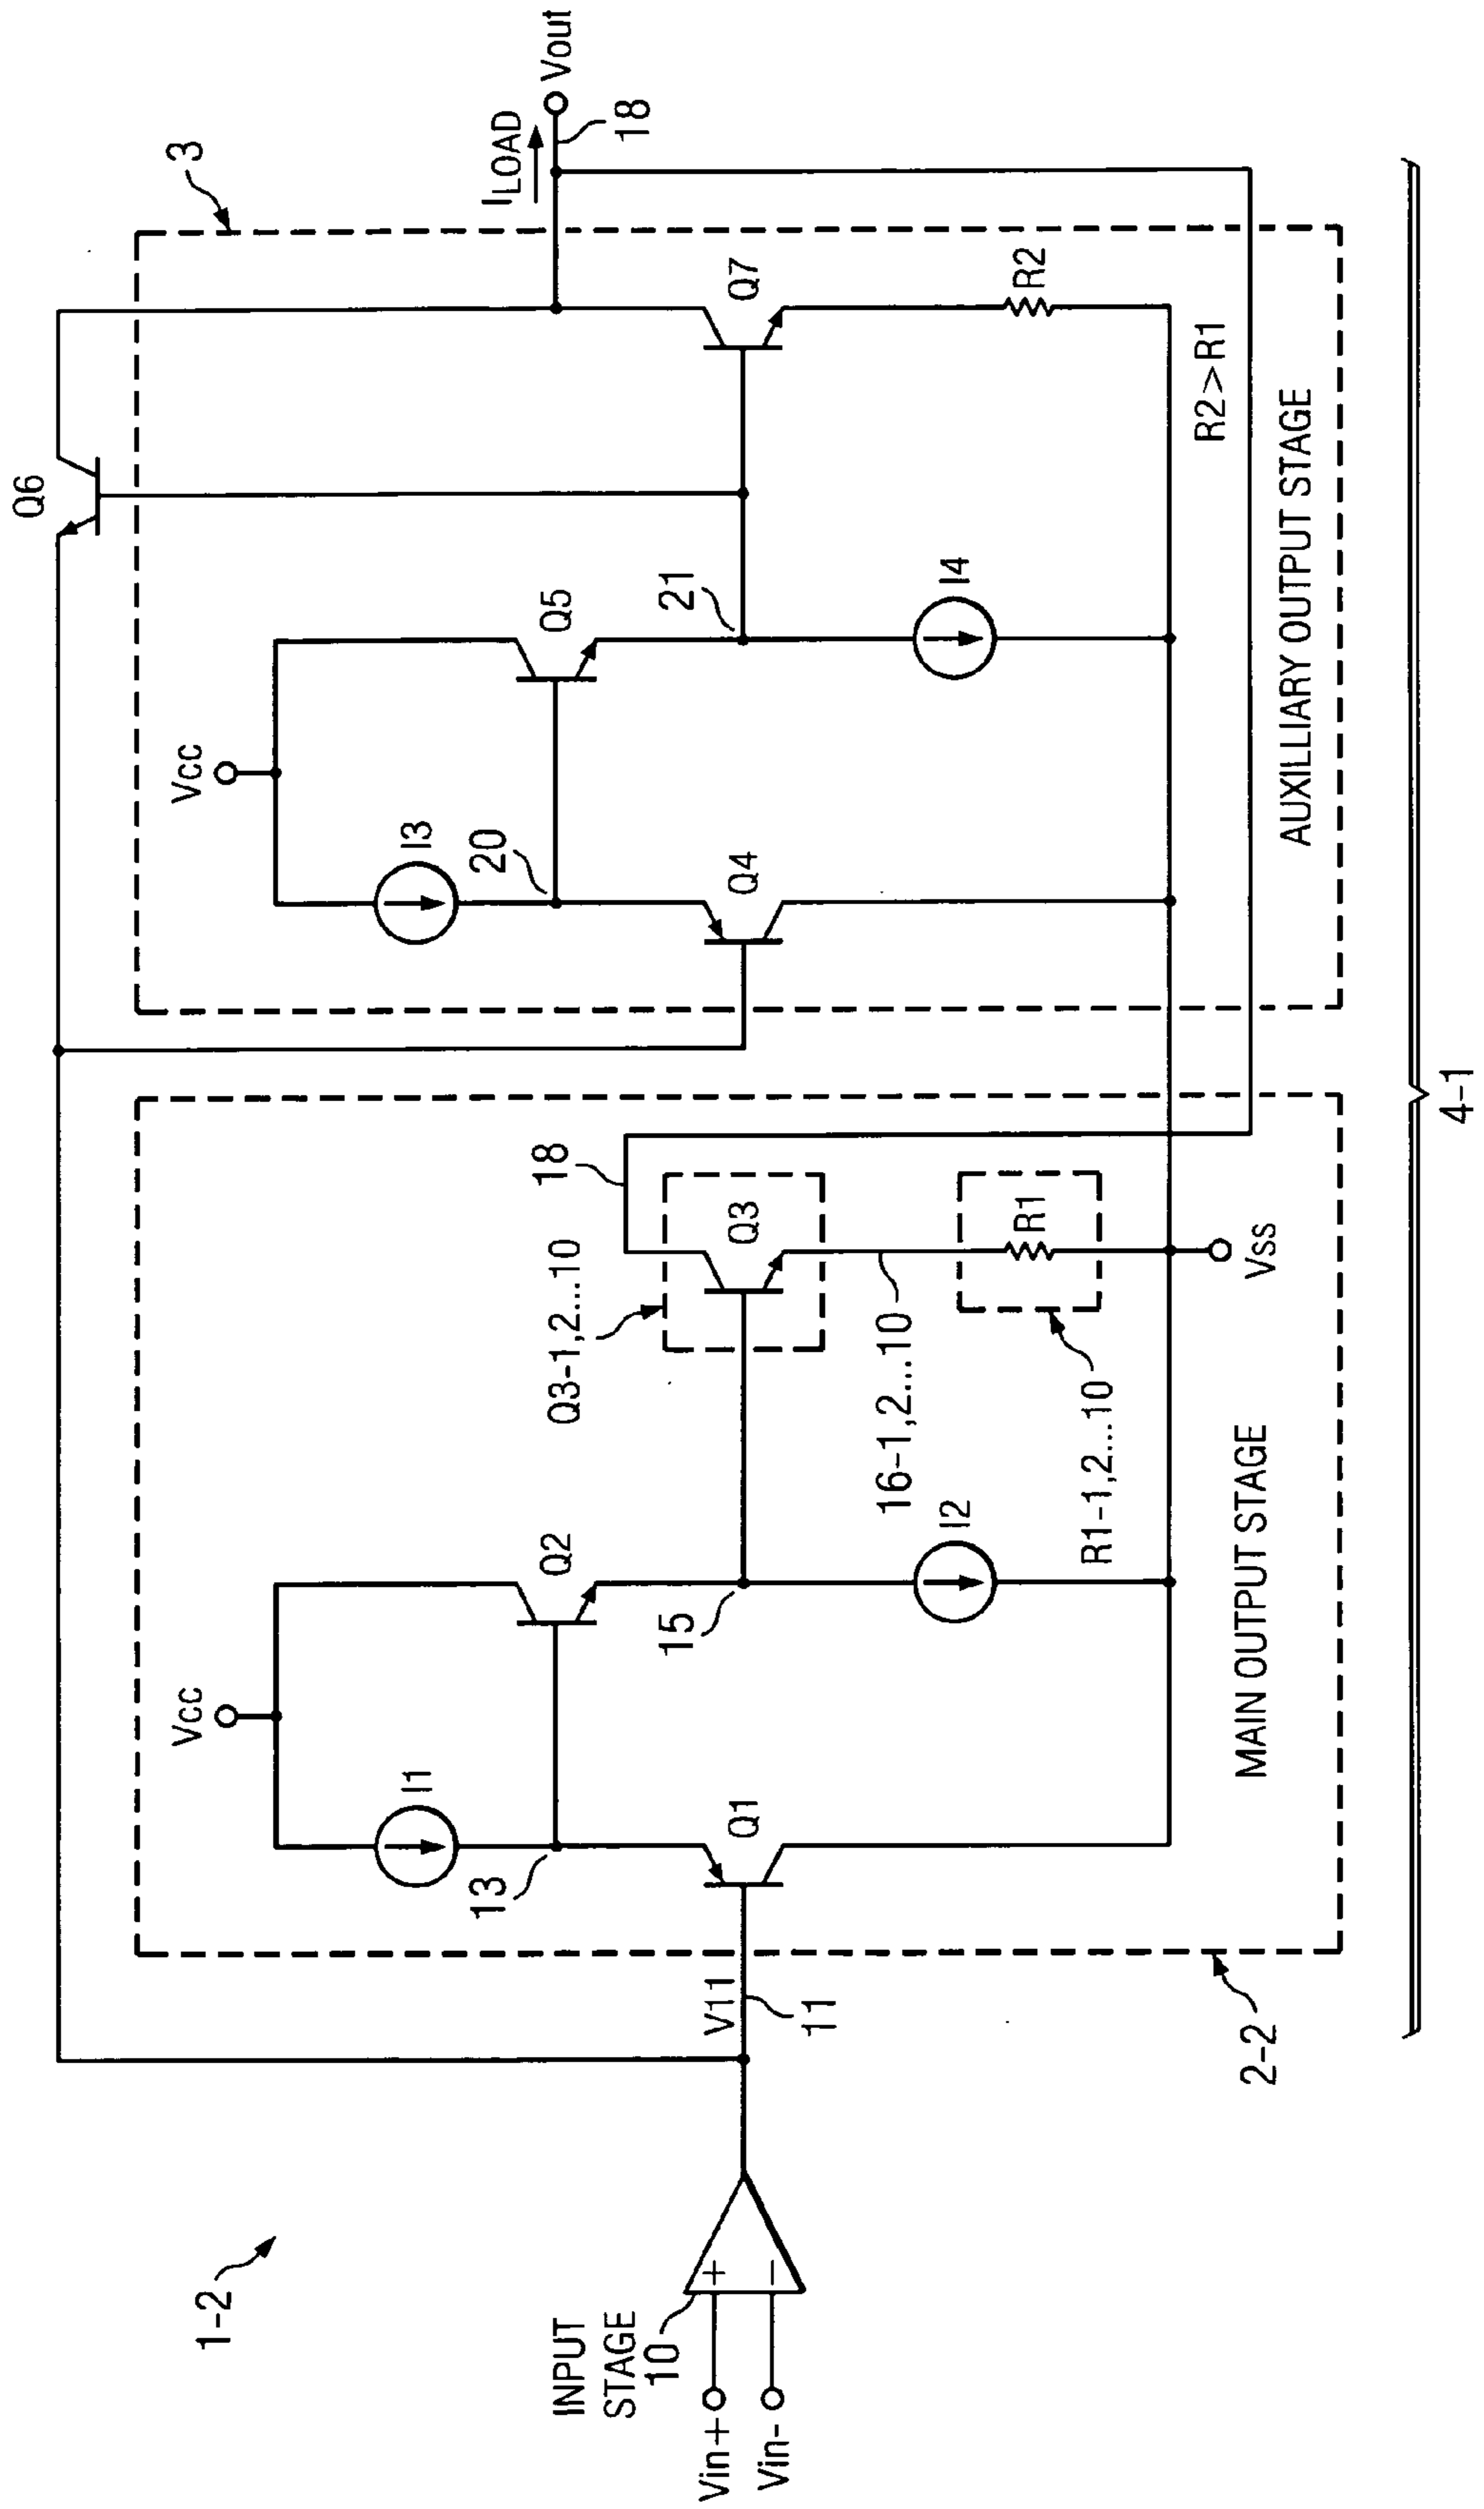 1-2
INPUT
STAGE
10
Vin+
Vin-
+
−
V11
11
2-2
Vcc
I1
13
Q1
Q2
15
I2
Q3-1,2...10
18
Q3
16-1,2...10
R1
R1-1,2...10
Vss
MAIN OUTPUT STAGE
Q6
3
Vcc
I3
20
Q4
Q5
21
I4
Q7
R2
R2>R1
AUXILLIARY OUTPUT STAGE
ILOAD
Vout
18
4-1